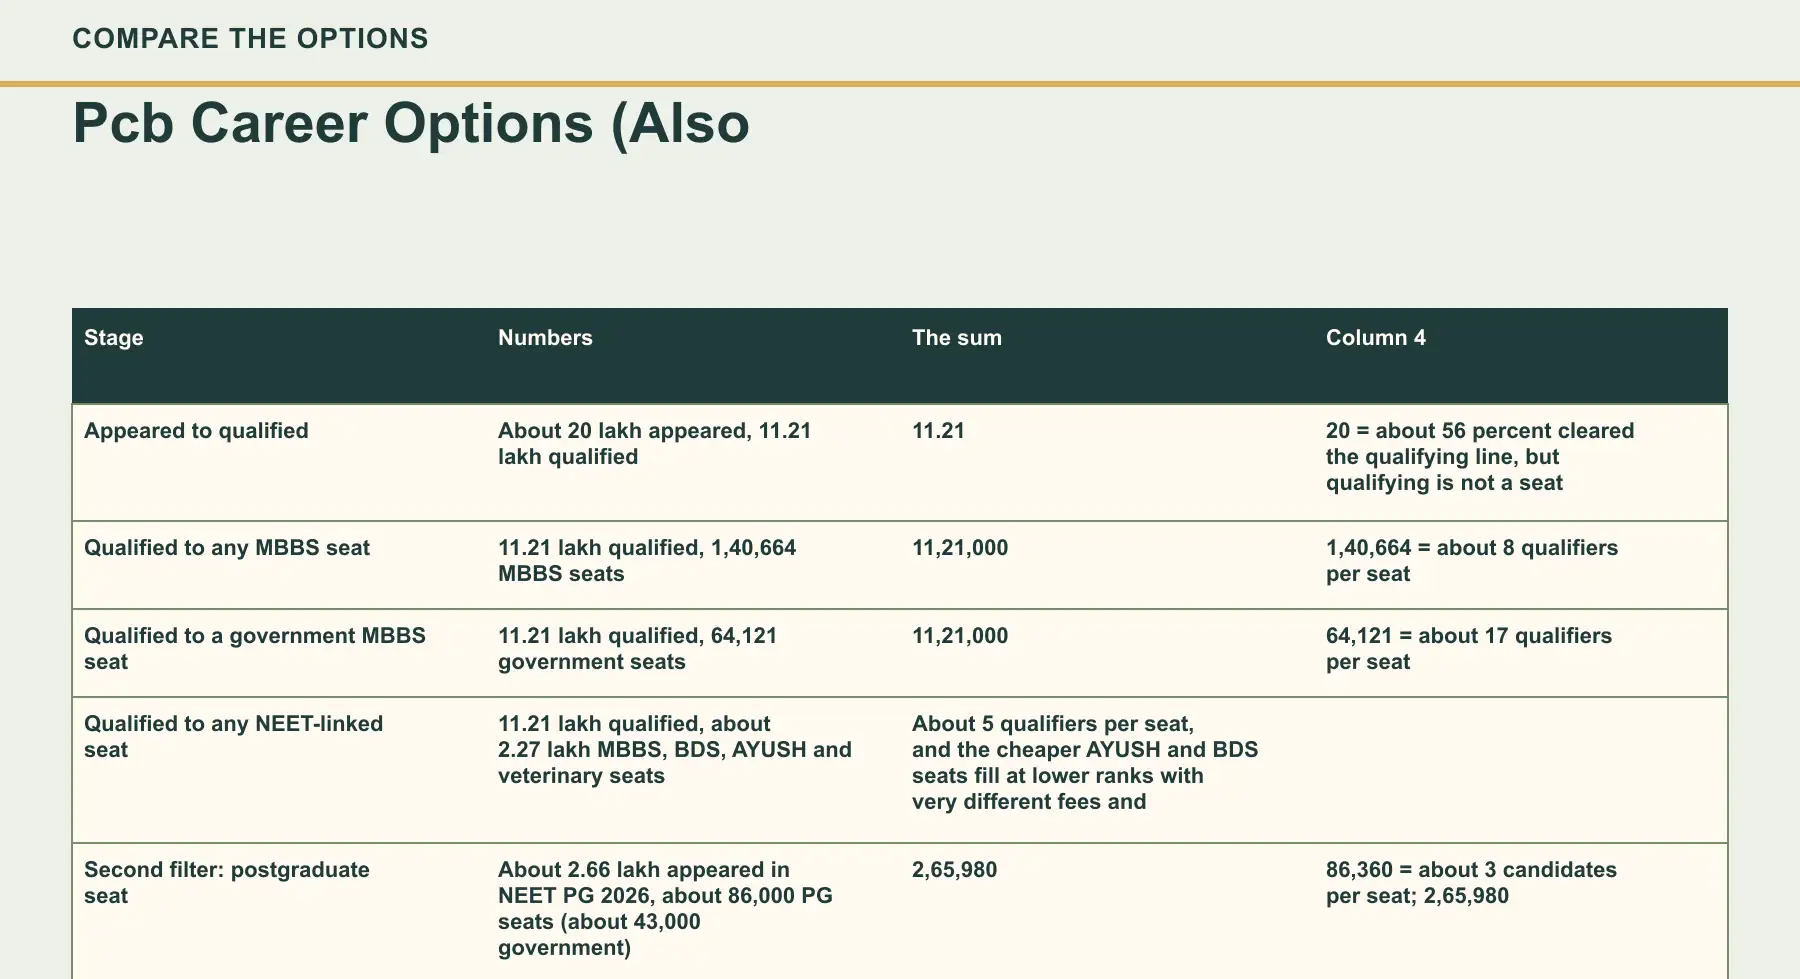 COMPARE THE OPTIONS
Pcb Career Options (Also
Stage
Numbers
The sum
Column 4
Appeared to qualified
About 20 lakh appeared, 11.21
lakh qualified
11.21
20 = about 56 percent cleared
the qualifying line, but
qualifying is not a seat
Qualified to any MBBS seat
11.21 lakh qualified, 1,40,664
MBBS seats
11,21,000
1,40,664 = about 8 qualifiers
per seat
Qualified to a government MBBS
seat
11.21 lakh qualified, 64,121
government seats
11,21,000
64,121 = about 17 qualifiers
per seat
Qualified to any NEET-linked
seat
11.21 lakh qualified, about
2.27 lakh MBBS, BDS, AYUSH and
veterinary seats
About 5 qualifiers per seat,
and the cheaper AYUSH and BDS
seats fill at lower ranks with
very different fees and
Second filter: postgraduate
seat
About 2.66 lakh appeared in
NEET PG 2026, about 86,000 PG
seats (about 43,000
government)
2,65,980
86,360 = about 3 candidates
per seat; 2,65,980